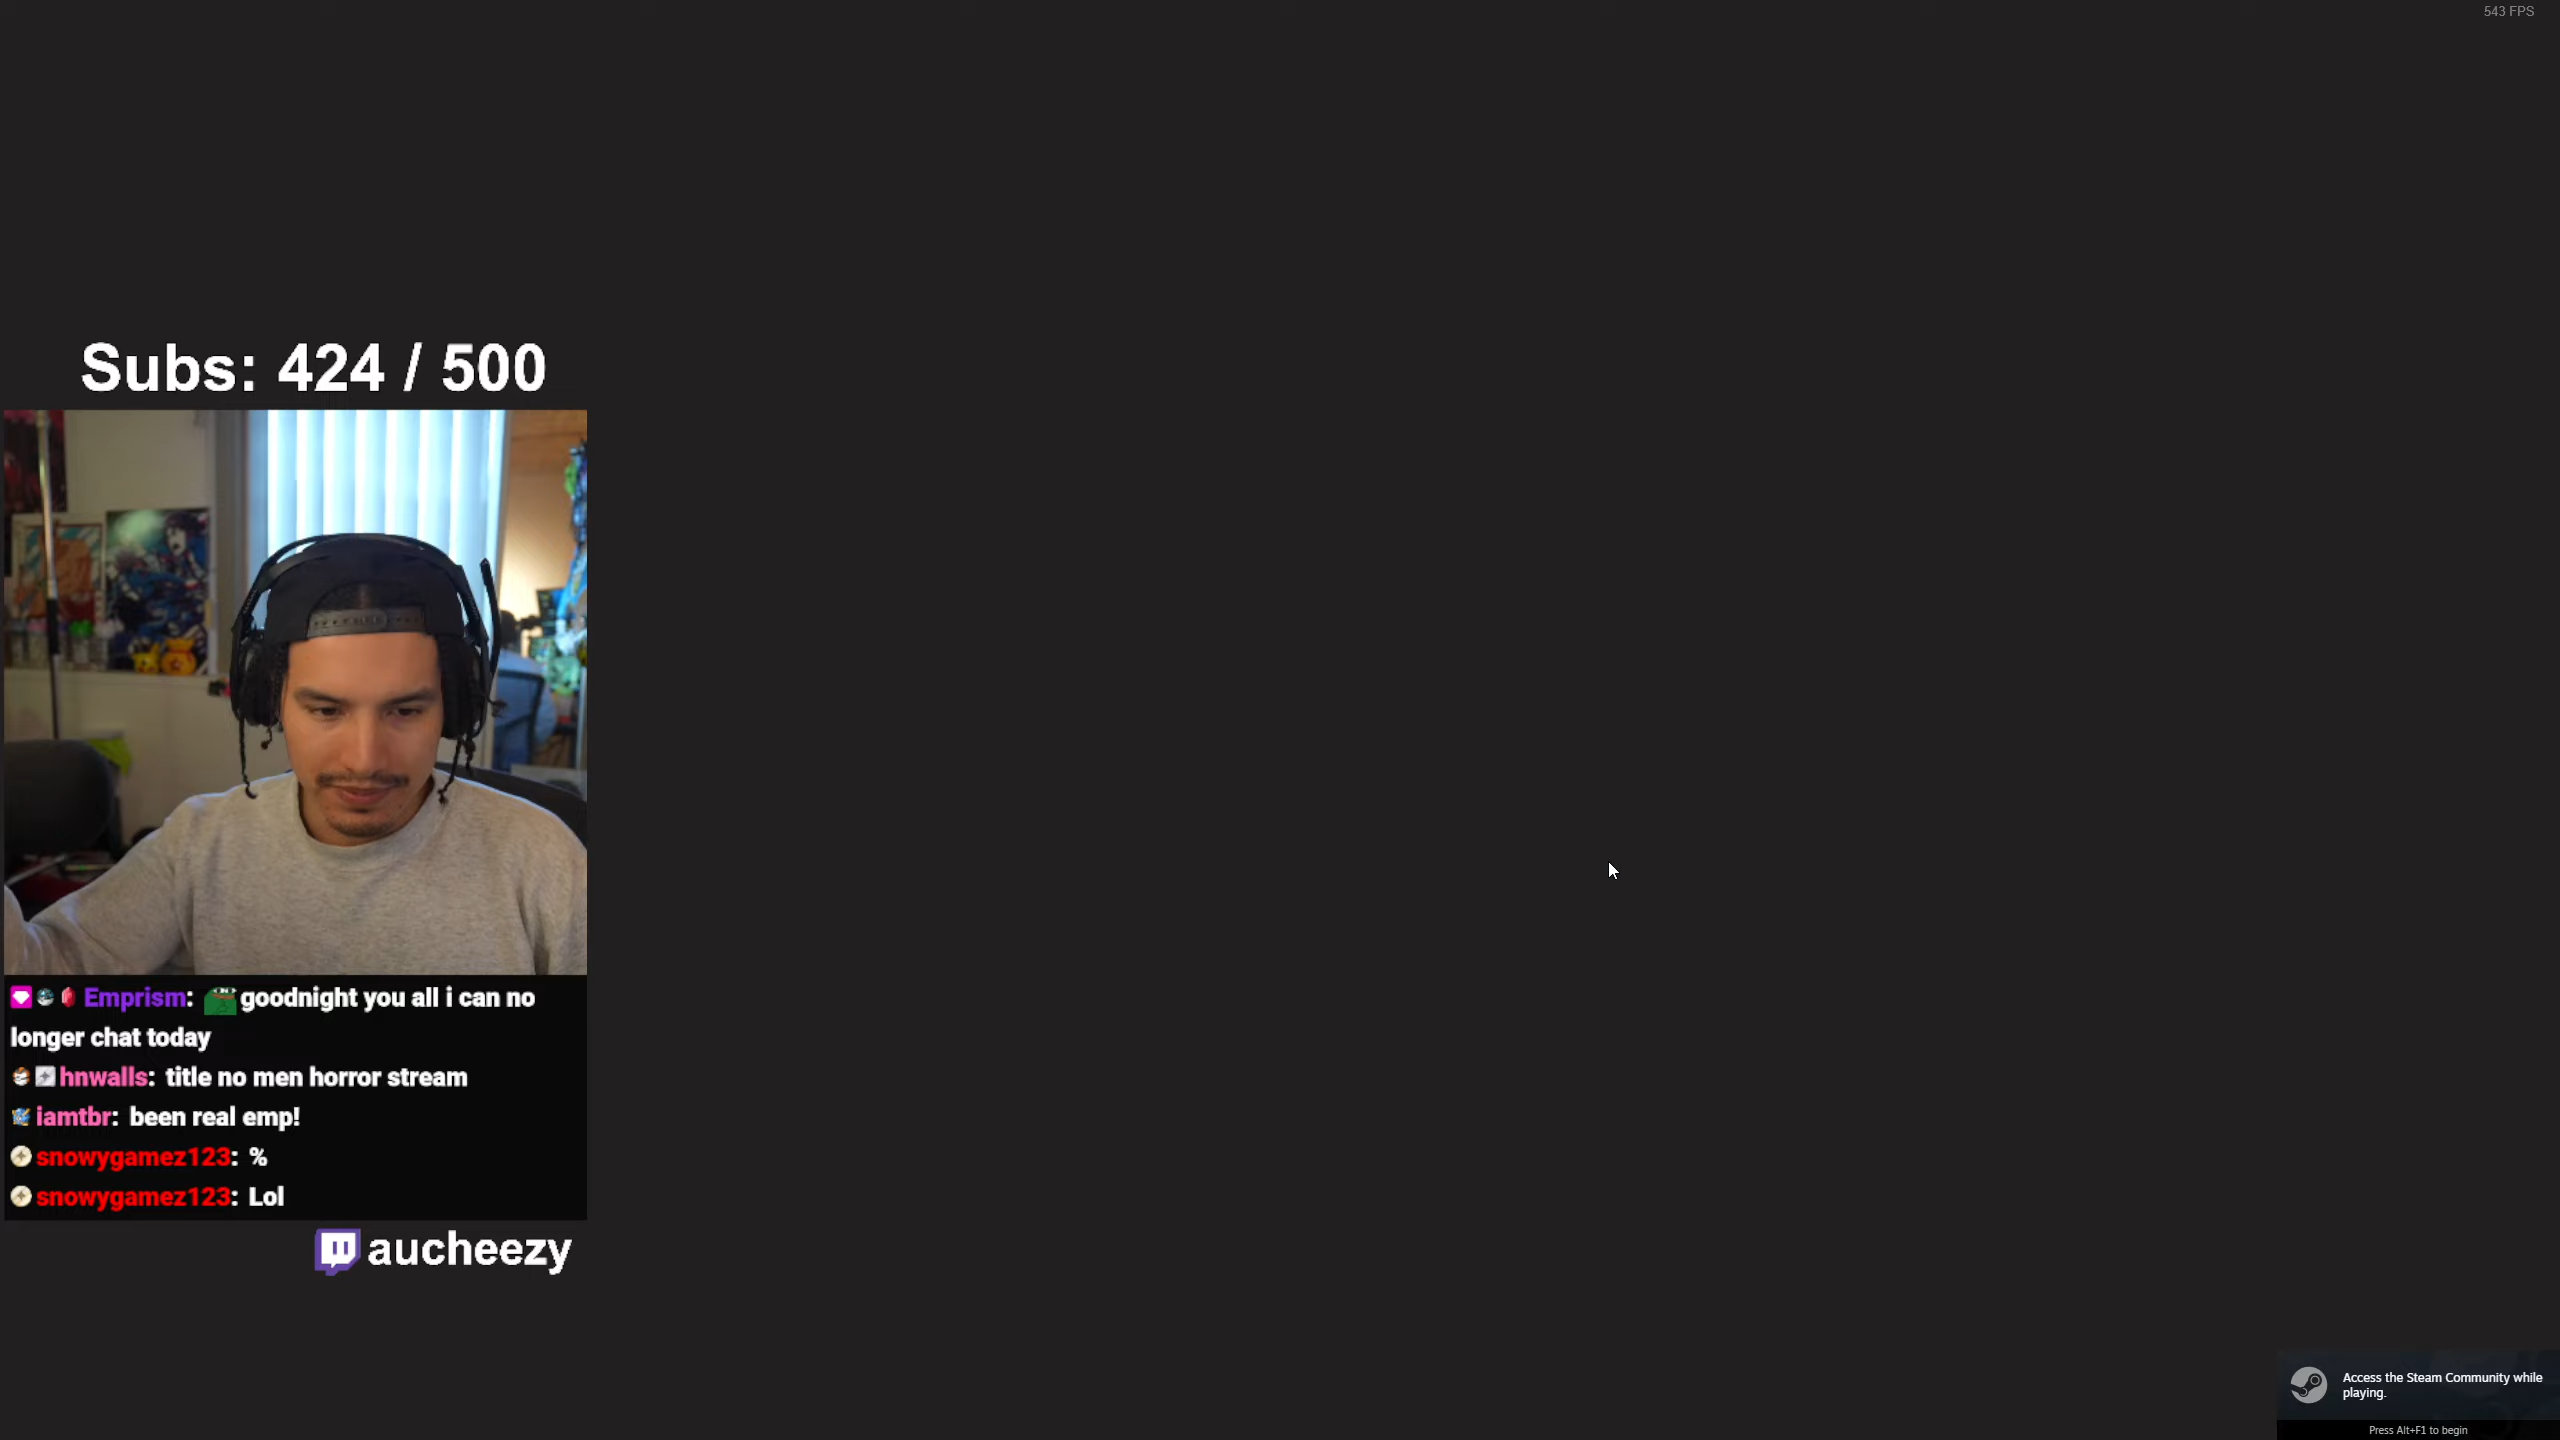 543 FPS
Subs: 424 / 500
Emprism: goodnight you all i can no
longer chat today
hnwalls: title no men horror stream
iamtbr: been real emp!
snowygamez123: %
snowygamez123: Lol
aucheezy
Access the Steam Community while
playing.
Press Alt+F1 to begin